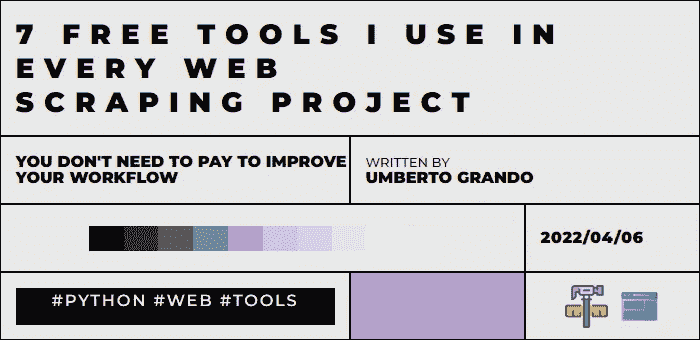 7 FREE TOOLS I USE IN
EVERY WEB
SCRAPING PROJECT
YOU DON'T NEED TO PAY TO IMPROVE
YOUR WORKFLOW
WRITTEN BY
UMBERTO GRANDO
2022/04/06
#PYTHON #WEB #TOOLS